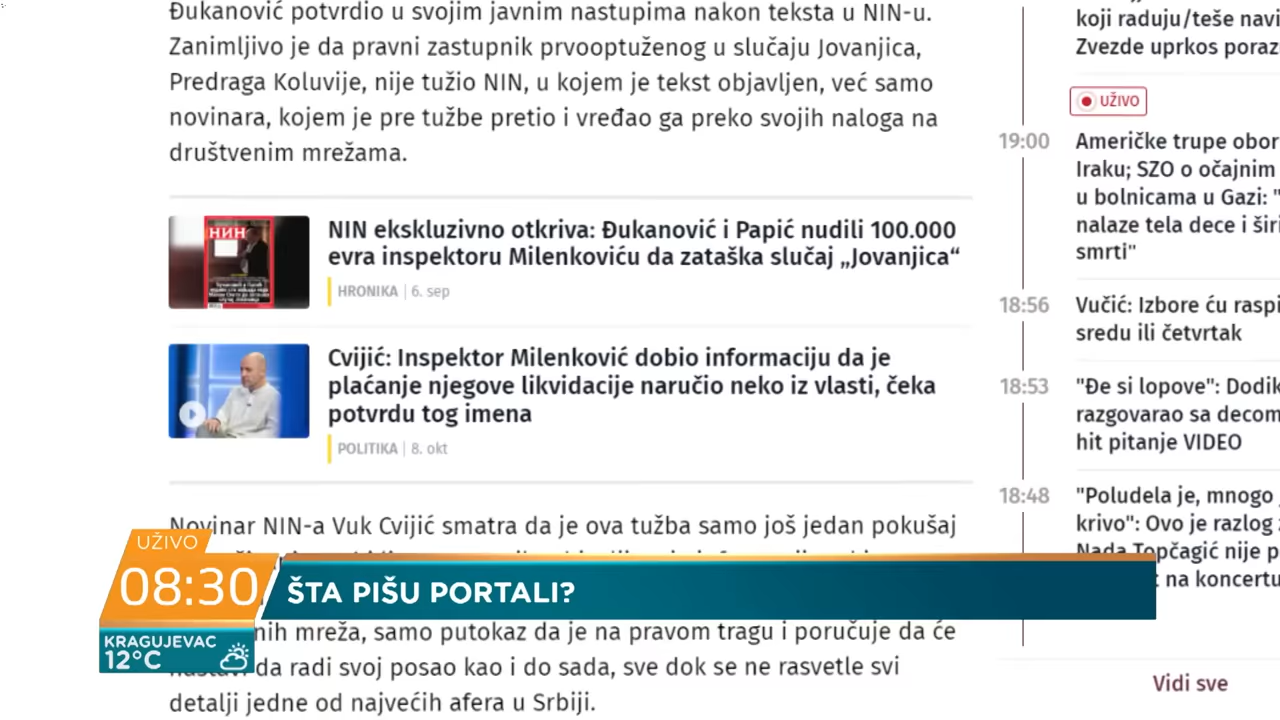 Đukanović potvrdio u svojim javnim nastupima nakon teksta u NIN-u.
Zanimljivo je da pravni zastupnik prvooptuženog u slučaju Jovanjica,
Predraga Koluvije, nije tužio NIN, u kojem je tekst objavljen, već samo
novinara, kojem je pre tužbe pretio i vređao ga preko svojih naloga na
društvenim mrežama.
НИН
NIN ekskluzivno otkriva: Đukanović i Papić nudili 100.000
evra inspektoru Milenkoviću da zataška slučaj „Jovanjica“
HRONIKA | 6. sep
Cvijić: Inspektor Milenković dobio informaciju da je
plaćanje njegove likvidacije naručio neko iz vlasti, čeka
potvrdu tog imena
POLITIKA | 8. okt
Novinar NIN-a Vuk Cvijić smatra da je ova tužba samo još jedan pokušaj
mreža, samo putokaz da je na pravom tragu i poručuje da će
da radi svoj posao kao i do sada, sve dok se ne rasvetle svi
detalji jedne od najvećih afera u Srbiji.
koji raduju/teše navi
Zvezde uprkos poraz
UŽIVO
19:00
Američke trupe obor
Iraku; SZO o očajnim
u bolnicama u Gazi: "
nalaze tela dece i širi
smrti"
18:56
Vučić: Izbore ću raspi
sredu ili četvrtak
18:53
"Đe si lopove": Dodik
razgovarao sa decom
hit pitanje VIDEO
18:48
"Poludela je, mnogo
krivo": Ovo je razlog
Nada Topčagić nije p
na koncertu
Vidi sve
UŽIVO
08:30
ŠTA PIŠU PORTALI?
KRAGUJEVAC
12°C